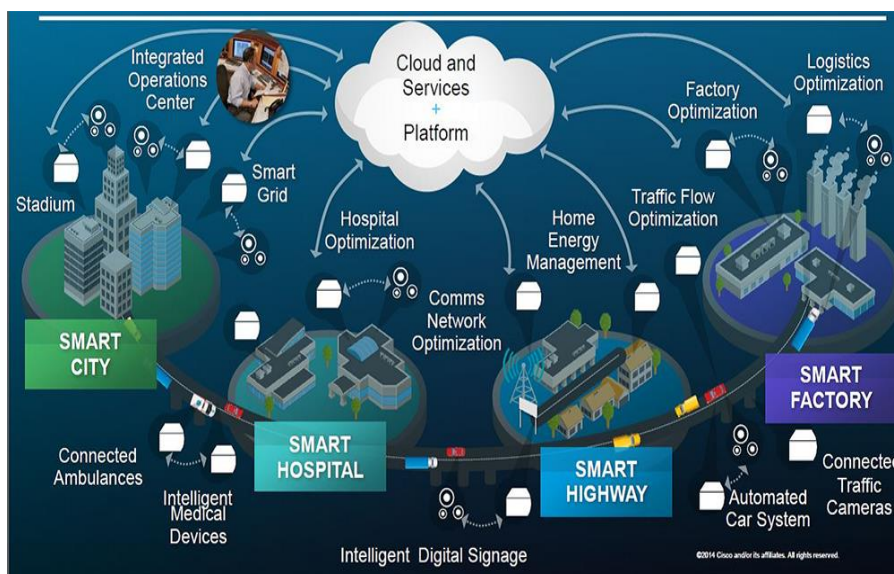 Integrated
Operations
Center
Cloud and
Services
+
Platform
Logistics
Optimization
Factory
Optimization
Stadium
Smart
Grid
Hospital
Optimization
Home
Energy
Management
Traffic Flow
Optimization
Comms
Network
Optimization
SMART
CITY
SMART
HOSPITAL
SMART
HIGHWAY
SMART
FACTORY
Connected
Ambulances
Intelligent
Medical
Devices
Intelligent Digital Signage
Automated
Car System
Connected
Traffic
Cameras
©2014 Cisco and/or its affiliates. All rights reserved.